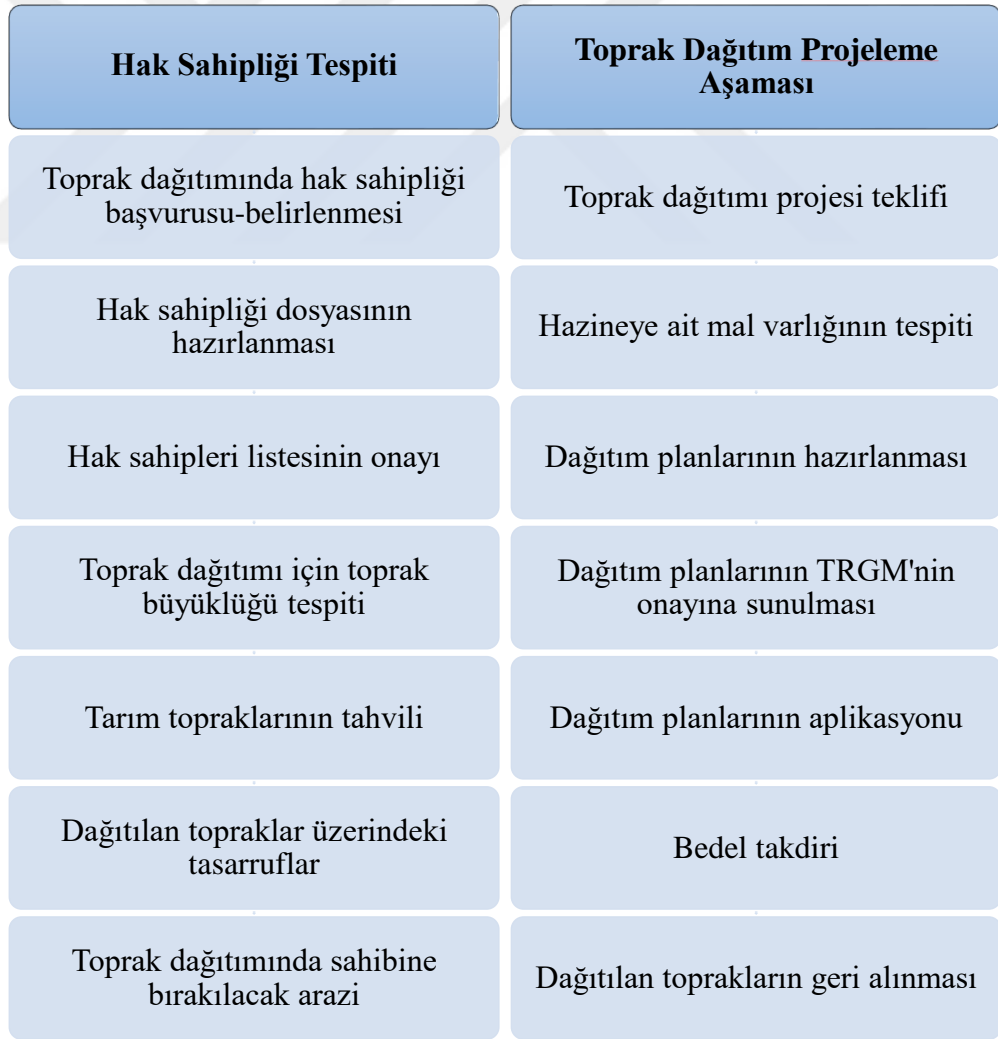 Hak Sahipliği Tespiti
Toprak dağıtımında hak sahipliği
başvurusu-belirlenmesi
Hak sahipliği dosyasının
hazırlanması
Hak sahipleri listesinin onayı
Toprak dağıtımı için toprak
büyüklüğü tespiti
Tarım topraklarının tahvili
Dağıtılan topraklar üzerindeki
tasarruflar
Toprak dağıtımında sahibine
bırakılacak arazi
Toprak Dağıtım Projeleme
Aşaması
Toprak dağıtımı projesi teklifi
Hazineye ait mal varlığının tespiti
Dağıtım planlarının hazırlanması
Dağıtım planlarının TRGM'nin
onayına sunulması
Dağıtım planlarının aplikasyonu
Bedel takdiri
Dağıtılan toprakların geri alınması